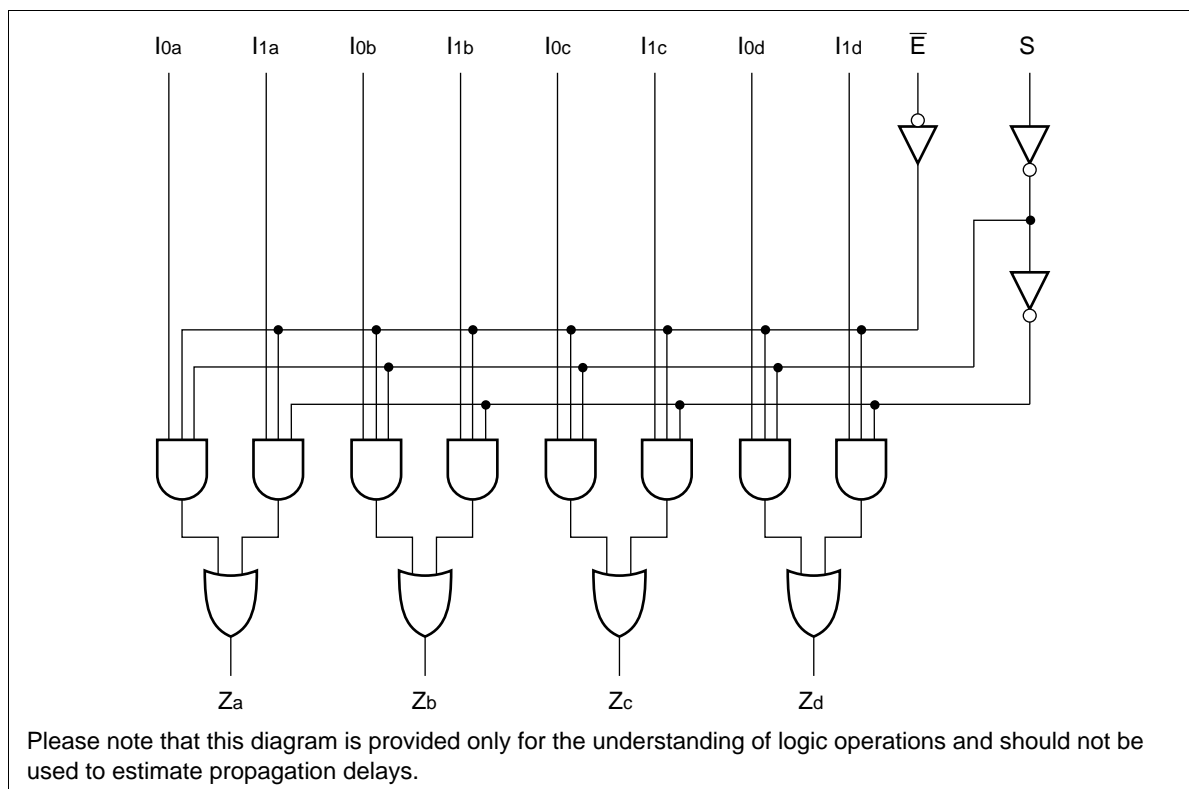 I0a I1a I0b I1b I0c I1c I0d I1d E̅ S
Za Zb Zc Zd
Please note that this diagram is provided only for the understanding of logic operations and should not be
used to estimate propagation delays.